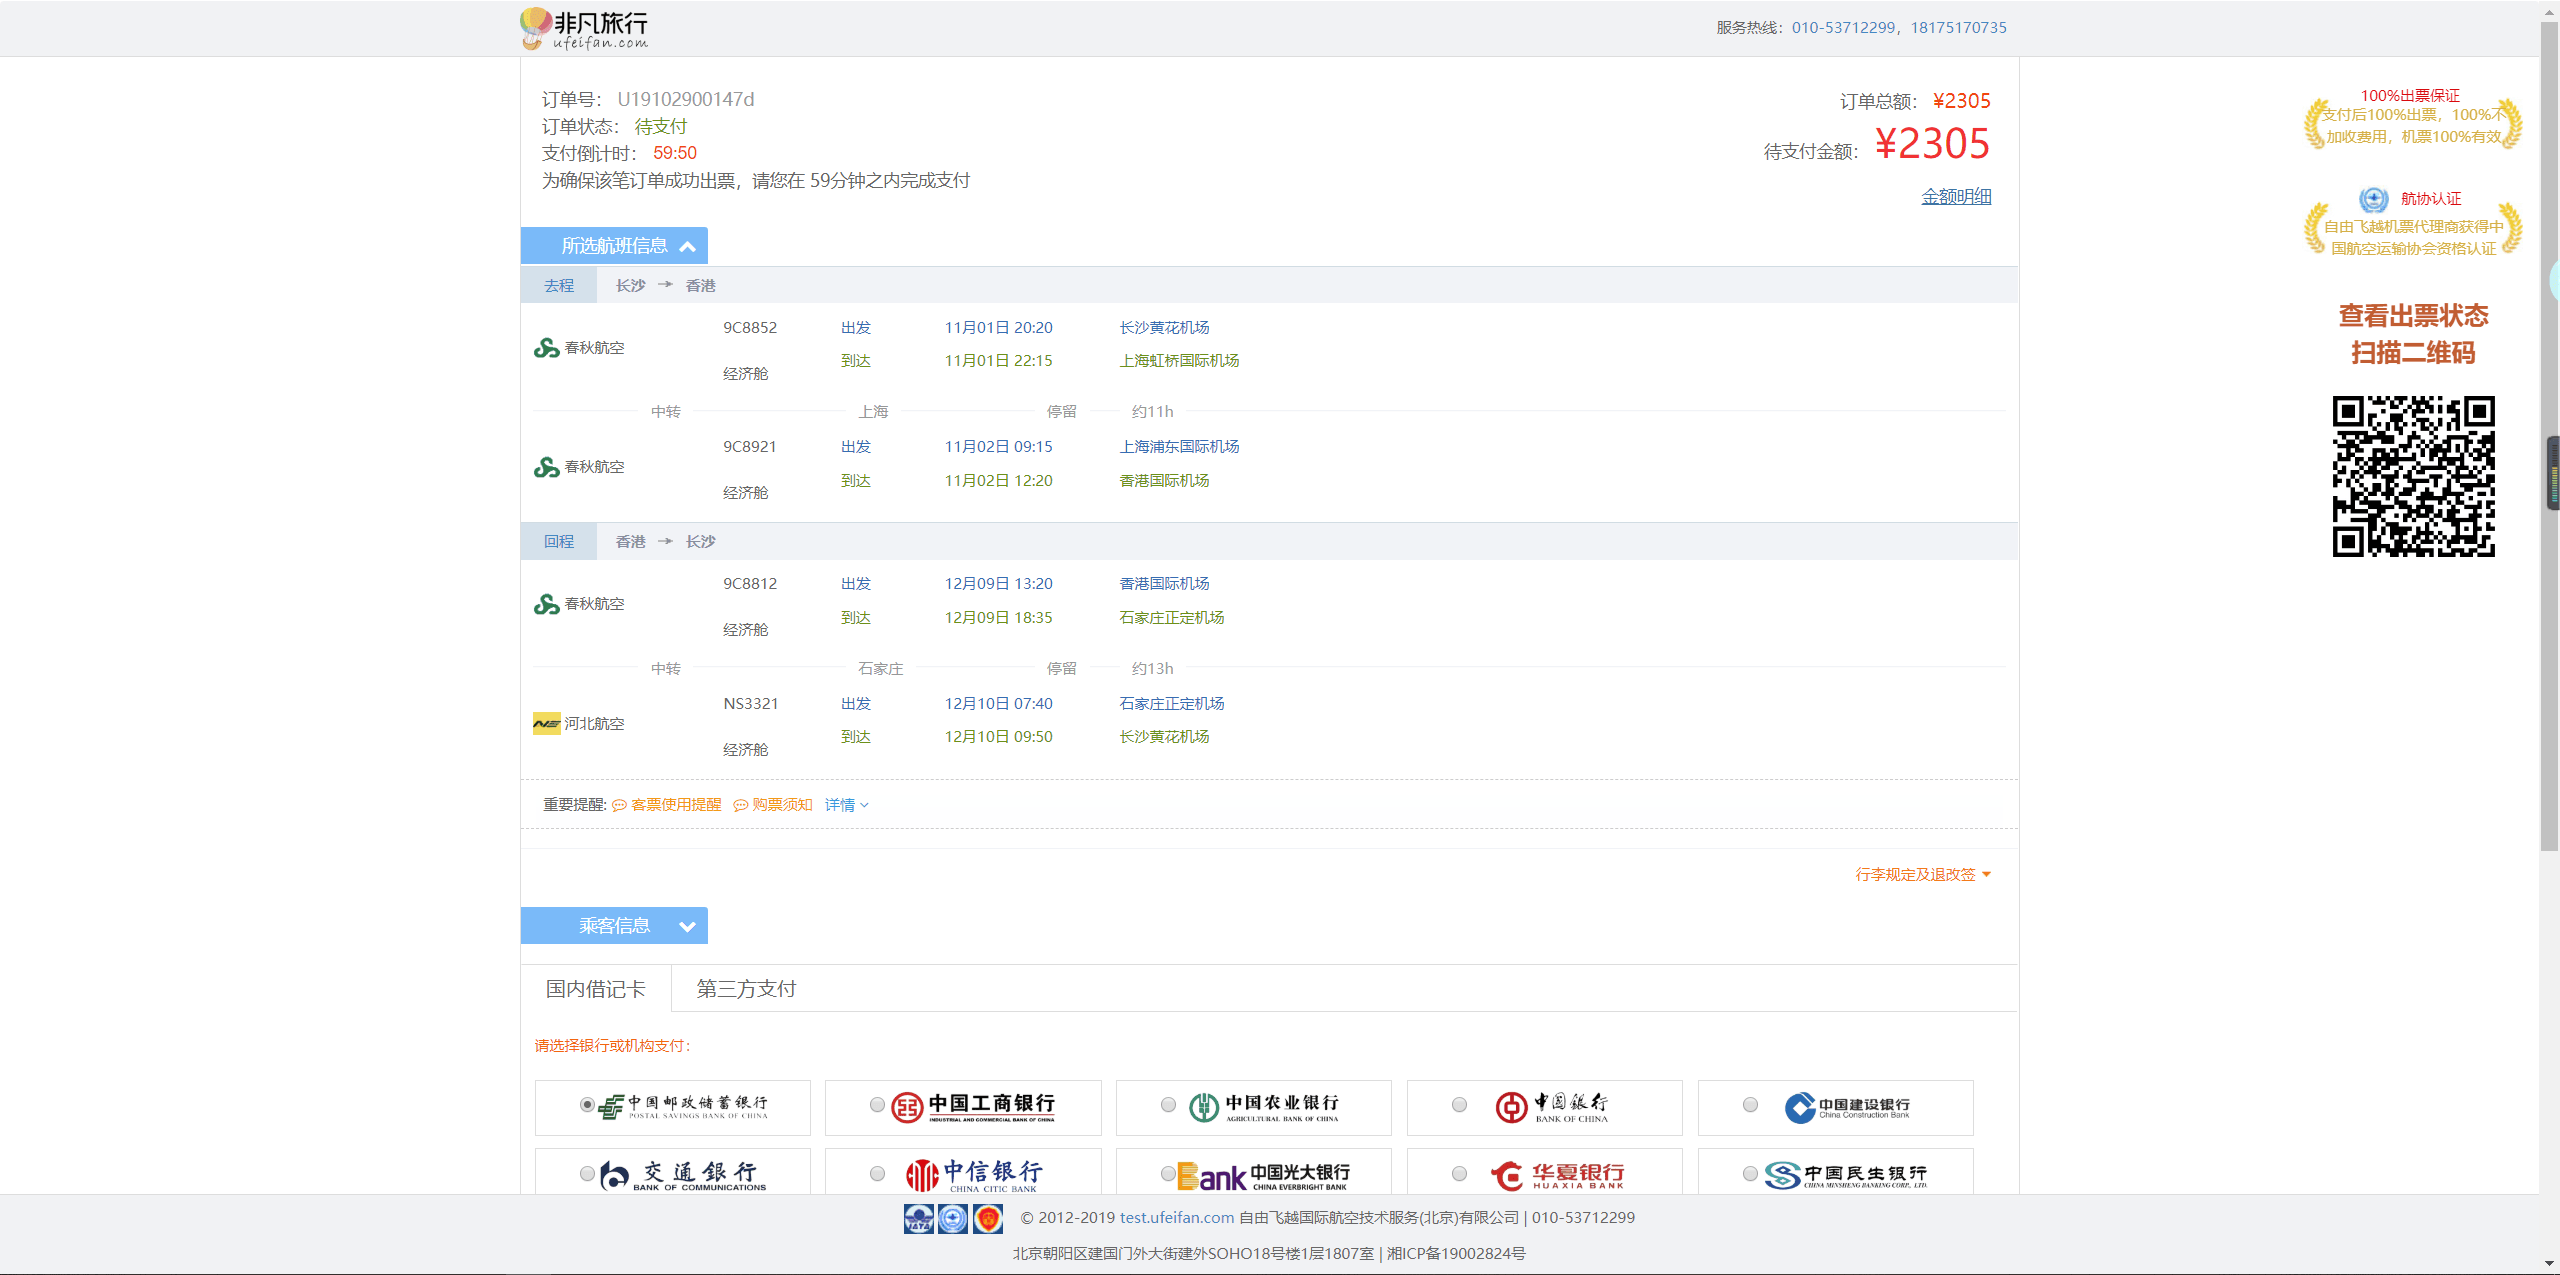 非凡旅行
ufeifan.com
服务热线：010-53712299，18175170735
订单号： U19102900147d
订单状态： 待支付
支付倒计时： 59:50
为确保该笔订单成功出票，请您在 59分钟之内完成支付
订单总额： ¥2305
待支付金额： ¥2305
金额明细
100%出票保证
支付后100%出票，100%不
加收费用，机票100%有效
航协认证
自由飞越机票代理商获得中
国航空运输协会资格认证
查看出票状态
扫描二维码
所选航班信息
去程 长沙 → 香港
春秋航空 9C8852 经济舱
出发 11月01日 20:20 长沙黄花机场
到达 11月01日 22:15 上海虹桥国际机场
中转 上海 停留 约11h
春秋航空 9C8921 经济舱
出发 11月02日 09:15 上海浦东国际机场
到达 11月02日 12:20 香港国际机场
回程 香港 → 长沙
春秋航空 9C8812 经济舱
出发 12月09日 13:20 香港国际机场
到达 12月09日 18:35 石家庄正定机场
中转 石家庄 停留 约13h
河北航空 NS3321 经济舱
出发 12月10日 07:40 石家庄正定机场
到达 12月10日 09:50 长沙黄花机场
重要提醒: 客票使用提醒 购票须知 详情
行李规定及退改签
乘客信息
国内借记卡 第三方支付
请选择银行或机构支付：
中国邮政储蓄银行 POSTAL SAVINGS BANK OF CHINA
中国工商银行 INDUSTRIAL AND COMMERCIAL BANK OF CHINA
中国农业银行 AGRICULTURAL BANK OF CHINA
中国银行 BANK OF CHINA
中国建设银行 China Construction Bank
交通銀行 BANK OF COMMUNICATIONS
中信银行 CHINA CITIC BANK
Bank 中国光大银行 CHINA EVERBRIGHT BANK
华夏银行 HUAXIA BANK
中国民生银行 CHINA MINSHENG BANKING CORP., LTD.
© 2012-2019 test.ufeifan.com 自由飞越国际航空技术服务(北京)有限公司 | 010-53712299
北京朝阳区建国门外大街建外SOHO18号楼1层1807室 | 湘ICP备19002824号